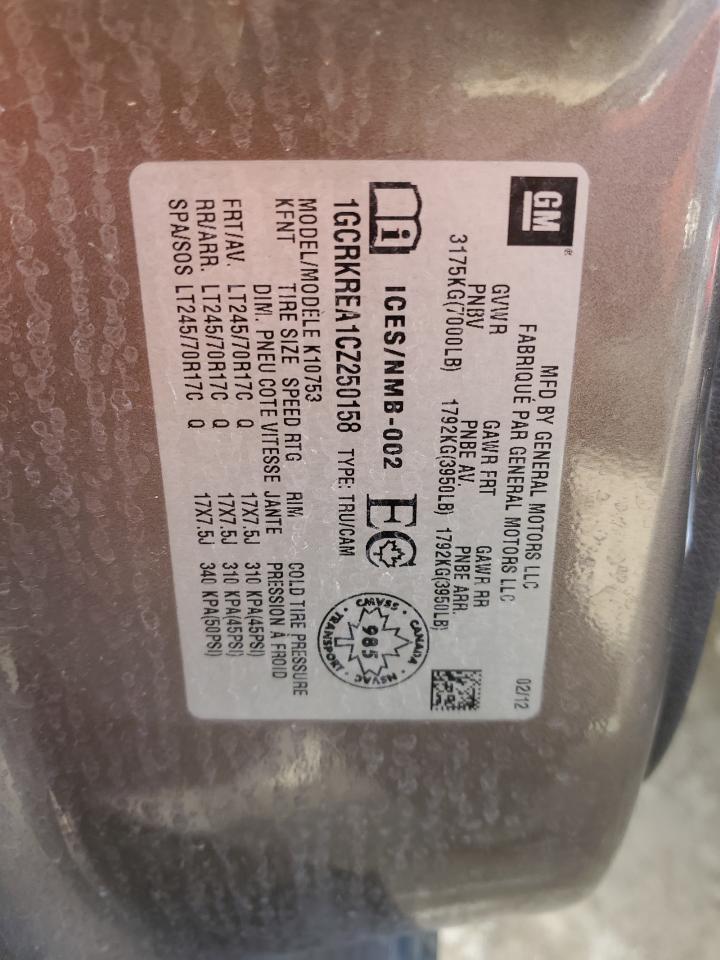 GM
MFD BY GENERAL MOTORS LLC
FABRIQUÉ PAR GENERAL MOTORS LLC
02/12
GVWR GAWR FRT GAWR RR
PNBV PNBE AV. PNBE ARR.
3175KG(7000LB) 1792KG(3950LB) 1792KG(3950LB)
i ICES/NMB-002 EC
CMVSS · CANADA · NSVAC · TRANSPORT ·
985
1GCRKREA1CZ250158 TYPE: TRU/CAM
MODEL/MODELE K10753
KFNT TIRE SIZE SPEED RTG RIM COLD TIRE PRESSURE
DIM. PNEU COTE VITESSE JANTE PRESSION À FROID
FRT/AV. LT245/70R17C Q 17X7.5J 310 KPA(45PSI)
RR/ARR. LT245/70R17C Q 17X7.5J 310 KPA(45PSI)
SPA/SOS LT245/70R17C Q 17X7.5J 340 KPA(50PSI)